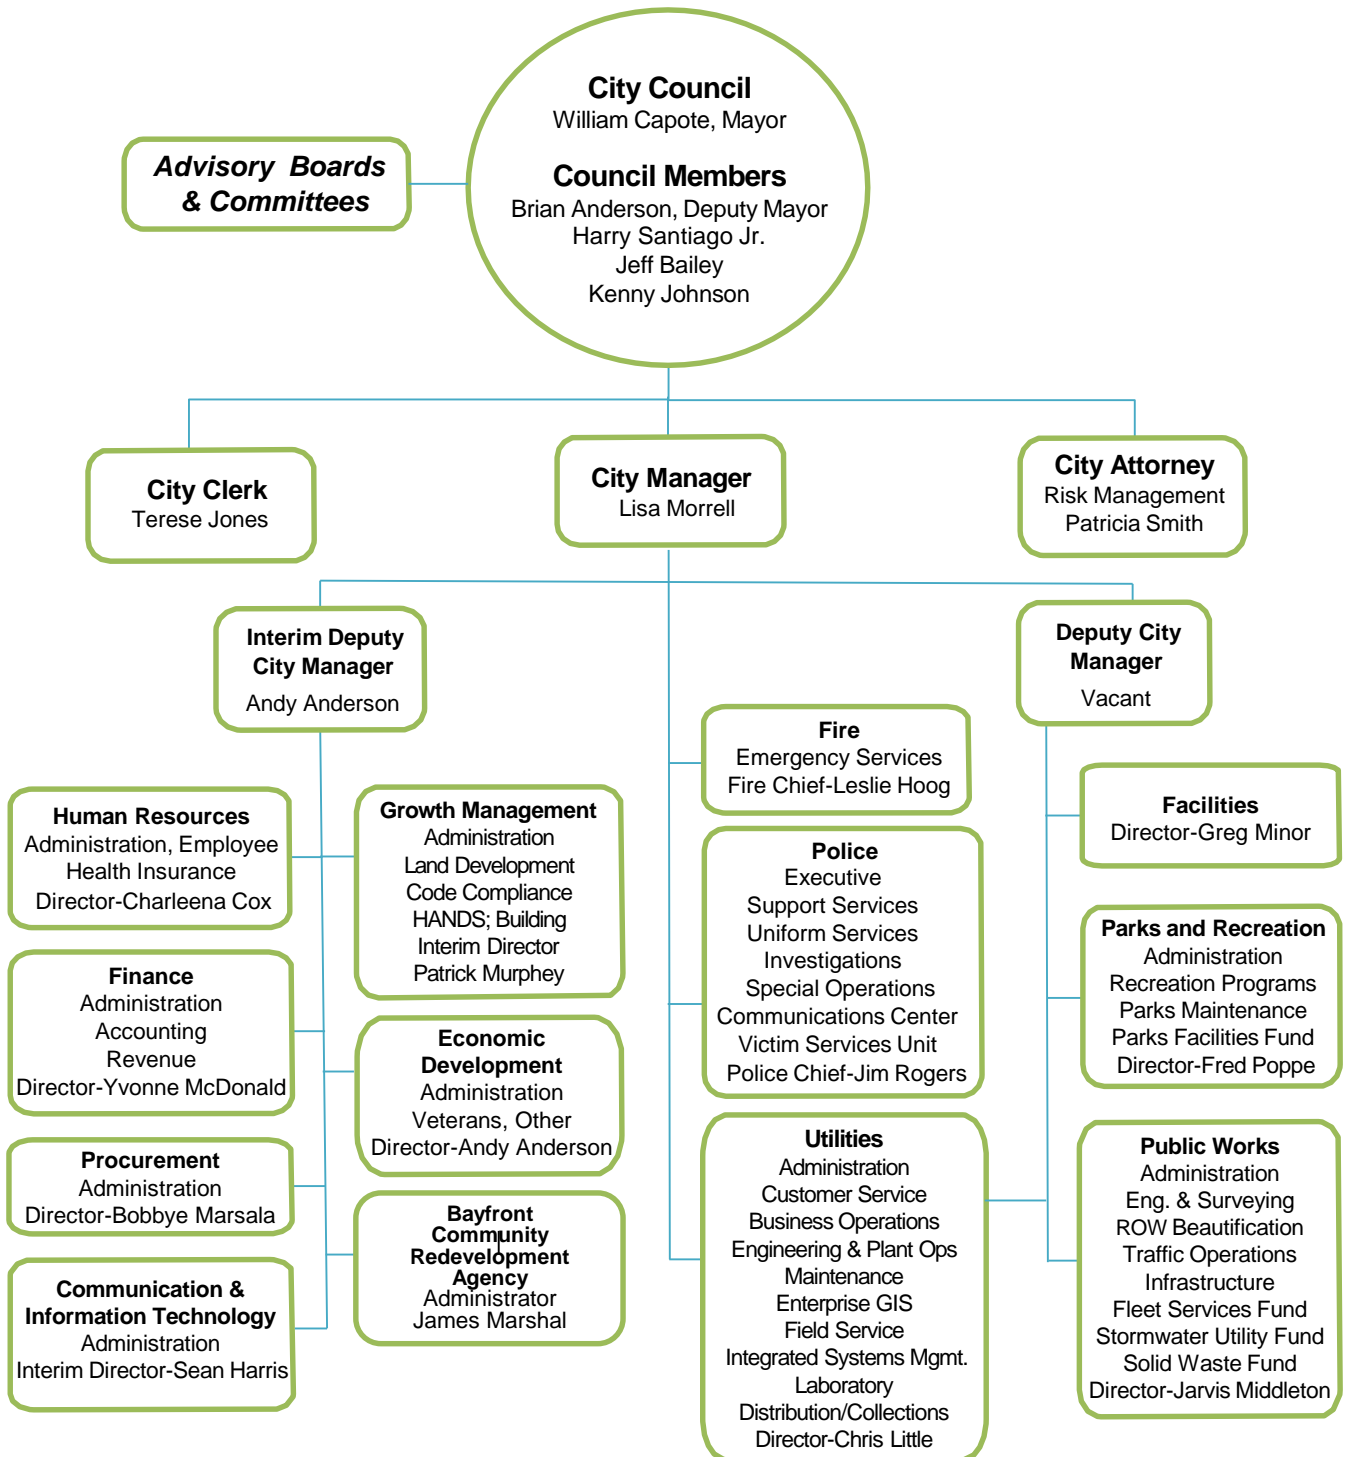 City Council
William Capote, Mayor
Council Members
Brian Anderson, Deputy Mayor
Harry Santiago Jr.
Jeff Bailey
Kenny Johnson
Advisory Boards
& Committees
City Clerk
Terese Jones
City Manager
Lisa Morrell
City Attorney
Risk Management
Patricia Smith
Interim Deputy
City Manager
Andy Anderson
Deputy City
Manager
Vacant
Human Resources
Administration, Employee
Health Insurance
Director-Charleena Cox
Finance
Administration
Accounting
Revenue
Director-Yvonne McDonald
Procurement
Administration
Director-Bobbye Marsala
Communication &
Information Technology
Administration
Interim Director-Sean Harris
Growth Management
Administration
Land Development
Code Compliance
HANDS; Building
Interim Director
Patrick Murphey
Economic
Development
Administration
Veterans, Other
Director-Andy Anderson
Bayfront
Community
Redevelopment
Agency
Administrator
James Marshal
Fire
Emergency Services
Fire Chief-Leslie Hoog
Police
Executive
Support Services
Uniform Services
Investigations
Special Operations
Communications Center
Victim Services Unit
Police Chief-Jim Rogers
Utilities
Administration
Customer Service
Business Operations
Engineering & Plant Ops
Maintenance
Enterprise GIS
Field Service
Integrated Systems Mgmt.
Laboratory
Distribution/Collections
Director-Chris Little
Facilities
Director-Greg Minor
Parks and Recreation
Administration
Recreation Programs
Parks Maintenance
Parks Facilities Fund
Director-Fred Poppe
Public Works
Administration
Eng. & Surveying
ROW Beautification
Traffic Operations
Infrastructure
Fleet Services Fund
Stormwater Utility Fund
Solid Waste Fund
Director-Jarvis Middleton